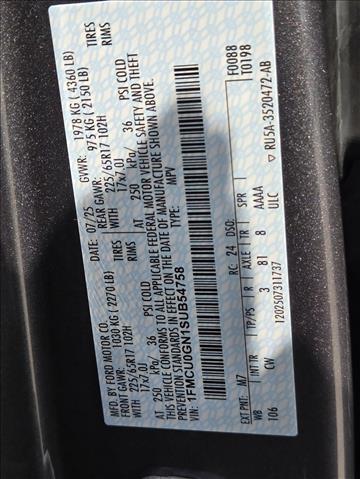 MFD. BY FORD MOTOR CO.
07/25 GVWR: 1978 KG ( 4360 LB)
FRONT GAWR: 1030 KG ( 2270 LB)
REAR GAWR: 975 KG ( 2150 LB)
WITH 225/65R17 102H TIRES
17x7.0J RIMS
AT 250 kPa/ 36 PSI COLD
WITH 225/65R17 102H TIRES
17x7.0J RIMS
AT 250 kPa/ 36 PSI COLD
THIS VEHICLE CONFORMS TO ALL APPLICABLE FEDERAL MOTOR VEHICLE SAFETY AND THEFT
PREVENTION STANDARDS IN EFFECT ON THE DATE OF MANUFACTURE SHOWN ABOVE.
VIN: 1FMCU0GN1SUB54758
TYPE: MPV
F0088
T0198
EXT PNT: M7 RC: 24 DSO:
WB INT TR TP/PS R AXLE TR SPR
106 CW 3 81 8 AAAA
ULC
1202507311737
▽ RU5A-3520472-AB